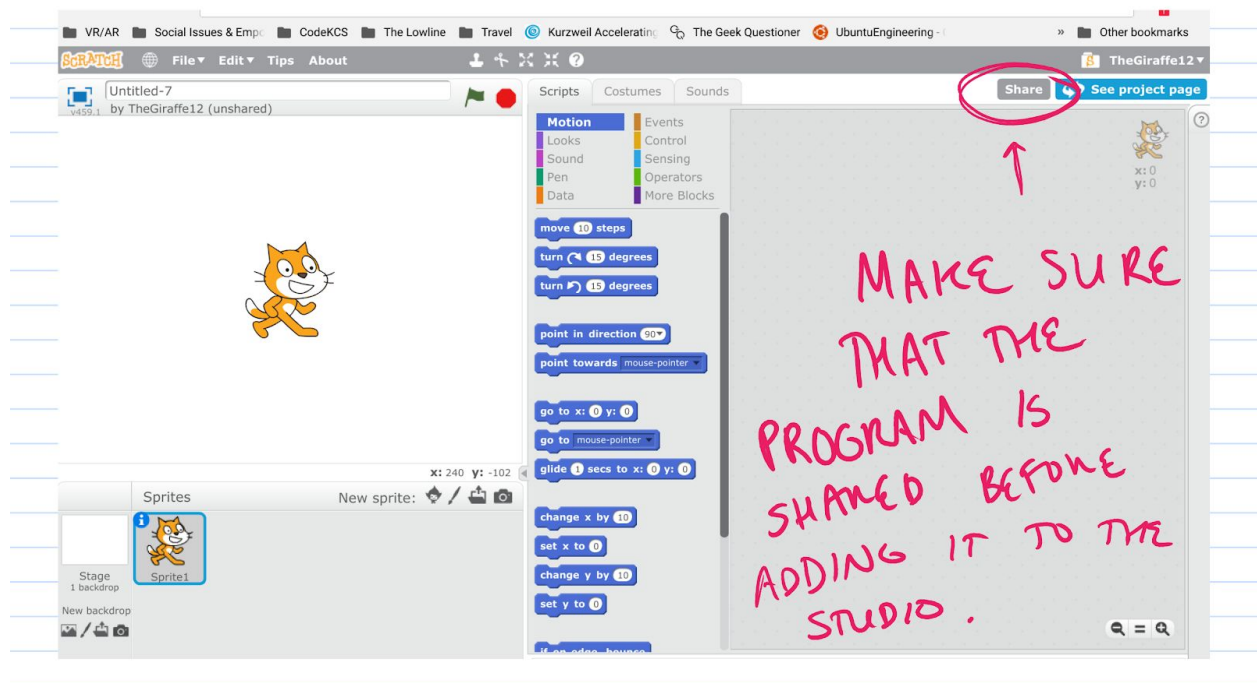 VR/AR Social Issues & Empo CodeKCS The Lowline Travel Kurzweil Accelerating The Geek Questioner UbuntuEngineering - » Other bookmarks
SCRATCH File Edit Tips About TheGiraffe12
Untitled-7
v459.1 by TheGiraffe12 (unshared)
Scripts Costumes Sounds
Share See project page
Motion Events
Looks Control
Sound Sensing
Pen Operators
Data More Blocks
x: 0
y: 0
move 10 steps
turn 15 degrees
turn 15 degrees
point in direction 90
point towards mouse-pointer
go to x: 0 y: 0
go to mouse-pointer
glide 1 secs to x: 0 y: 0
change x by 10
set x to 0
change y by 10
set y to 0
if on edge, bounce
x: 240 y: -102
Sprites New sprite:
Stage
1 backdrop
Sprite1
New backdrop
MAKE SURE
THAT THE
PROGRAM IS
SHARED BEFORE
ADDING IT TO THE
STUDIO.